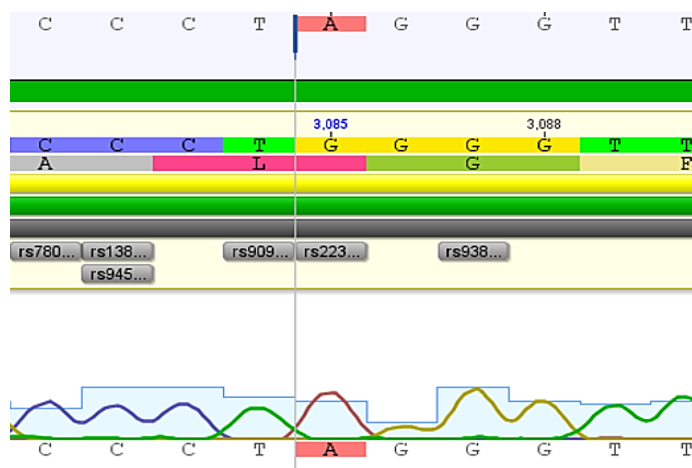 C C C T A G G G T T
3,085 3,088
C C C T G G G G T T
A L G F
rs780... rs138... rs909... rs223... rs938...
rs945...
C C C T A G G G T T